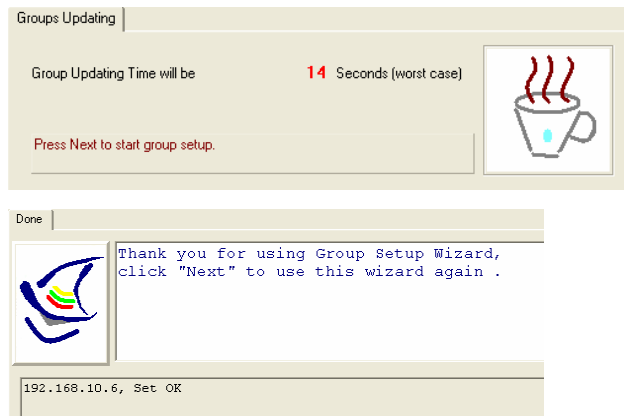 Groups Updating
Group Updating Time will be 14 Seconds (worst case)
Press Next to start group setup.
Done
Thank you for using Group Setup Wizard,
click "Next" to use this wizard again .
192.168.10.6, Set OK